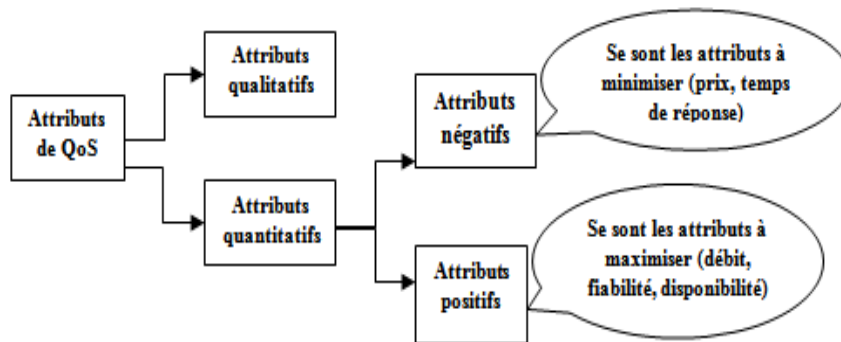 Attributs
de QoS
Attributs
qualitatifs
Attributs
quantitatifs
Attributs
négatifs
Se sont les attributs à
minimiser (prix, temps
de réponse)
Attributs
positifs
Se sont les attributs à
maximiser (débit,
fiabilité, disponibilité)